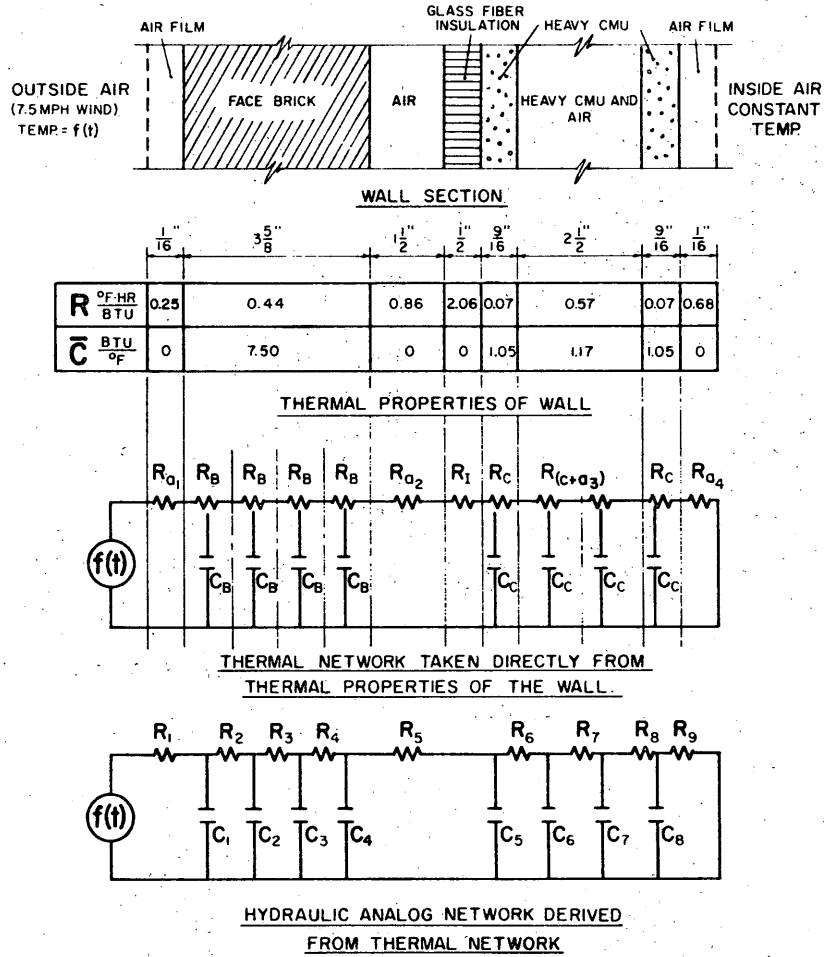 AIR FILM
GLASS FIBER
INSULATION
HEAVY CMU
AIR FILM
OUTSIDE AIR
(7.5 MPH WIND)
TEMP. = f(t)
FACE BRICK
AIR
HEAVY CMU AND
AIR
INSIDE AIR
CONSTANT
TEMP.
WALL SECTION
1/16" 3 5/8" 1 1/2" 1/2" 9/16" 2 1/2" 9/16" 1/16"
R °F·HR/BTU 0.25 0.44 0.86 2.06 0.07 0.57 0.07 0.68
C̅ BTU/°F 0 7.50 0 0 1.05 1.17 1.05 0
THERMAL PROPERTIES OF WALL
Ra1 RB RB RB RB Ra2 RI RC R(c+a3) RC Ra4
f(t)
CB CB CB CB CC CC CC CC
THERMAL NETWORK TAKEN DIRECTLY FROM
THERMAL PROPERTIES OF THE WALL.
R1 R2 R3 R4 R5 R6 R7 R8 R9
f(t)
C1 C2 C3 C4 C5 C6 C7 C8
HYDRAULIC ANALOG NETWORK DERIVED
FROM THERMAL NETWORK